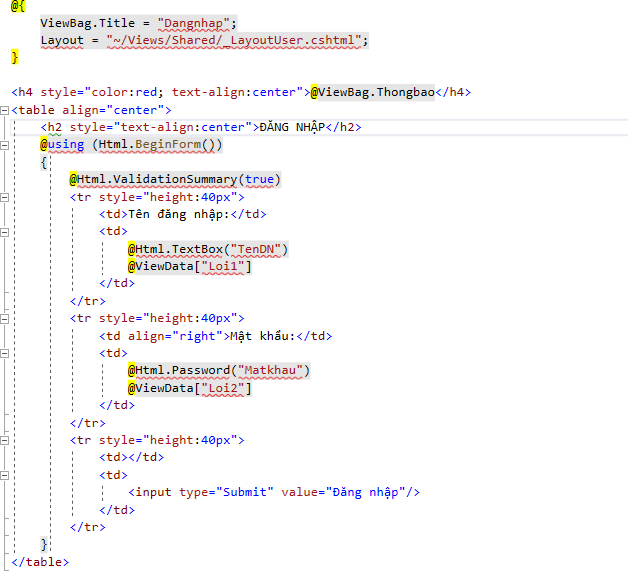 @{
    ViewBag.Title = "Dangnhap";
    Layout = "~/Views/Shared/_LayoutUser.cshtml";
}

<h4 style="color:red; text-align:center">@ViewBag.Thongbao</h4>
<table align="center">
    <h2 style="text-align:center">ĐĂNG NHẬP</h2>
    @using (Html.BeginForm())
    {
        @Html.ValidationSummary(true)
        <tr style="height:40px">
            <td>Tên đăng nhập:</td>
            <td>
                @Html.TextBox("TenDN")
                @ViewData["Loi1"]
            </td>
        </tr>
        <tr style="height:40px">
            <td align="right">Mật khẩu:</td>
            <td>
                @Html.Password("Matkhau")
                @ViewData["Loi2"]
            </td>
        </tr>
        <tr style="height:40px">
            <td></td>
            <td>
                <input type="Submit" value="Đăng nhập"/>
            </td>
        </tr>
    }
</table>